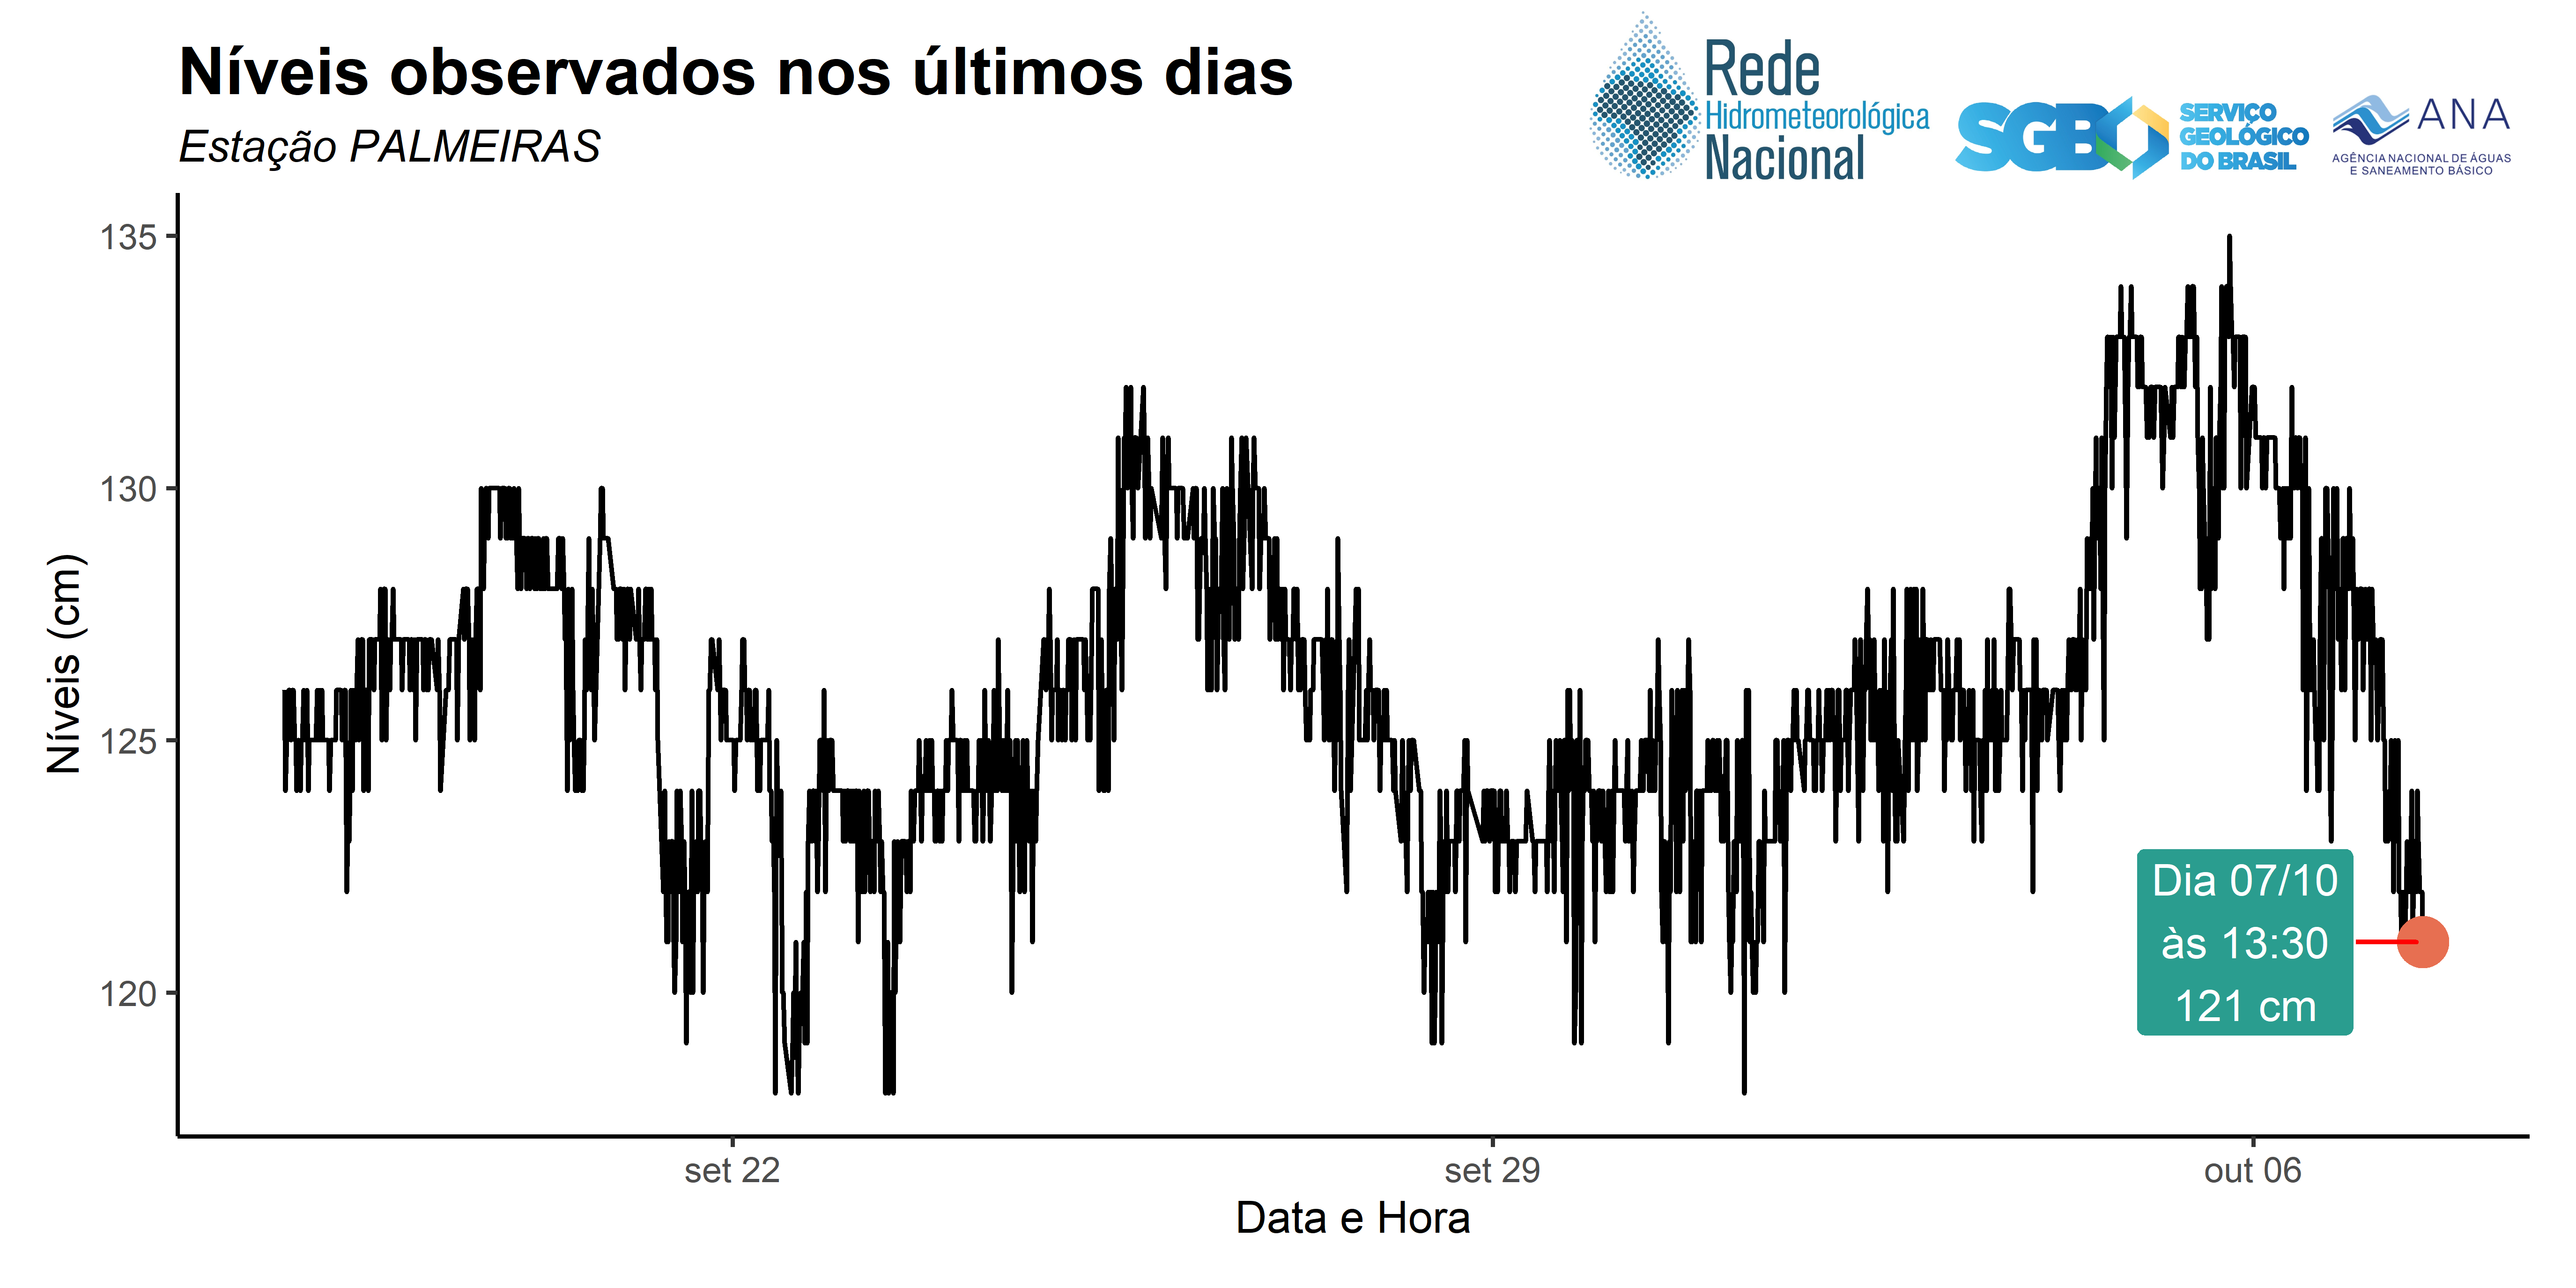 Níveis observados nos últimos dias
Estação PALMEIRAS
Rede
Hidrometeorológica
Nacional
SGB
SERVIÇO
GEOLÓGICO
DO BRASIL
ANA
AGÊNCIA NACIONAL DE ÁGUAS
E SANEAMENTO BÁSICO
Níveis (cm)
135
130
125
120
Dia 07/10
às 13:30
121 cm
set 22
set 29
out 06
Data e Hora